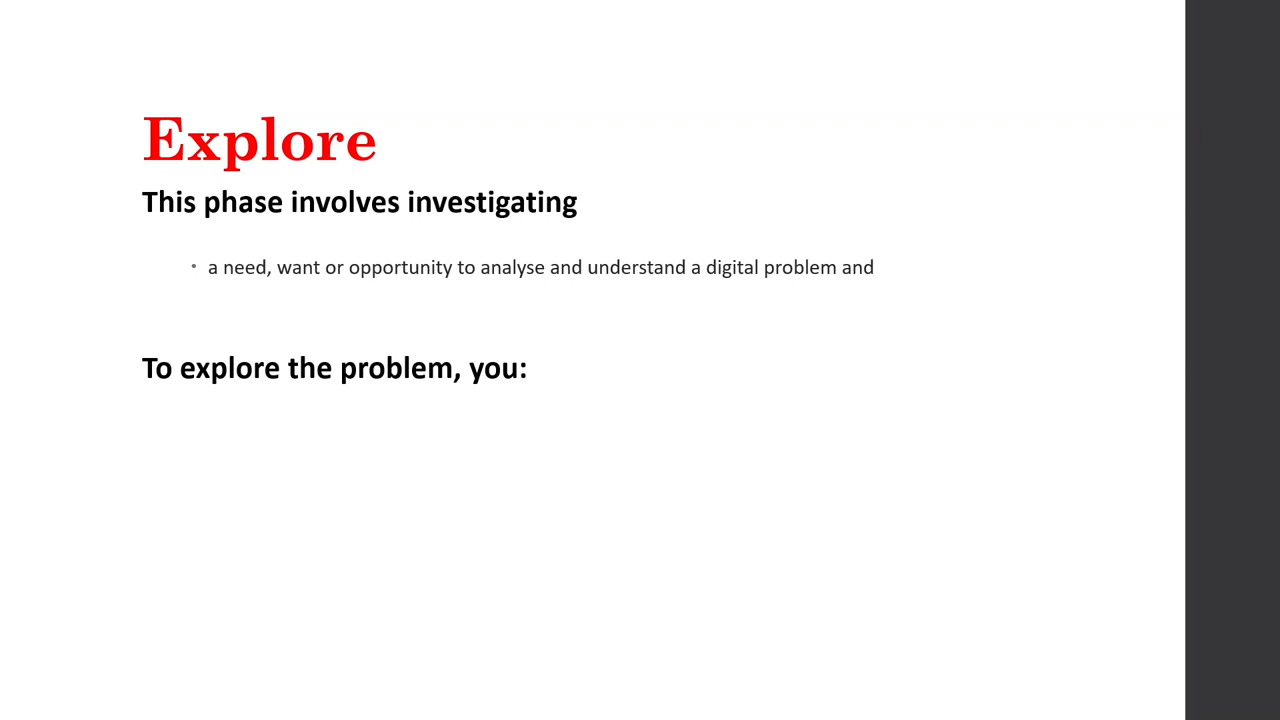 Explore
This phase involves investigating
• a need, want or opportunity to analyse and understand a digital problem and
To explore the problem, you: